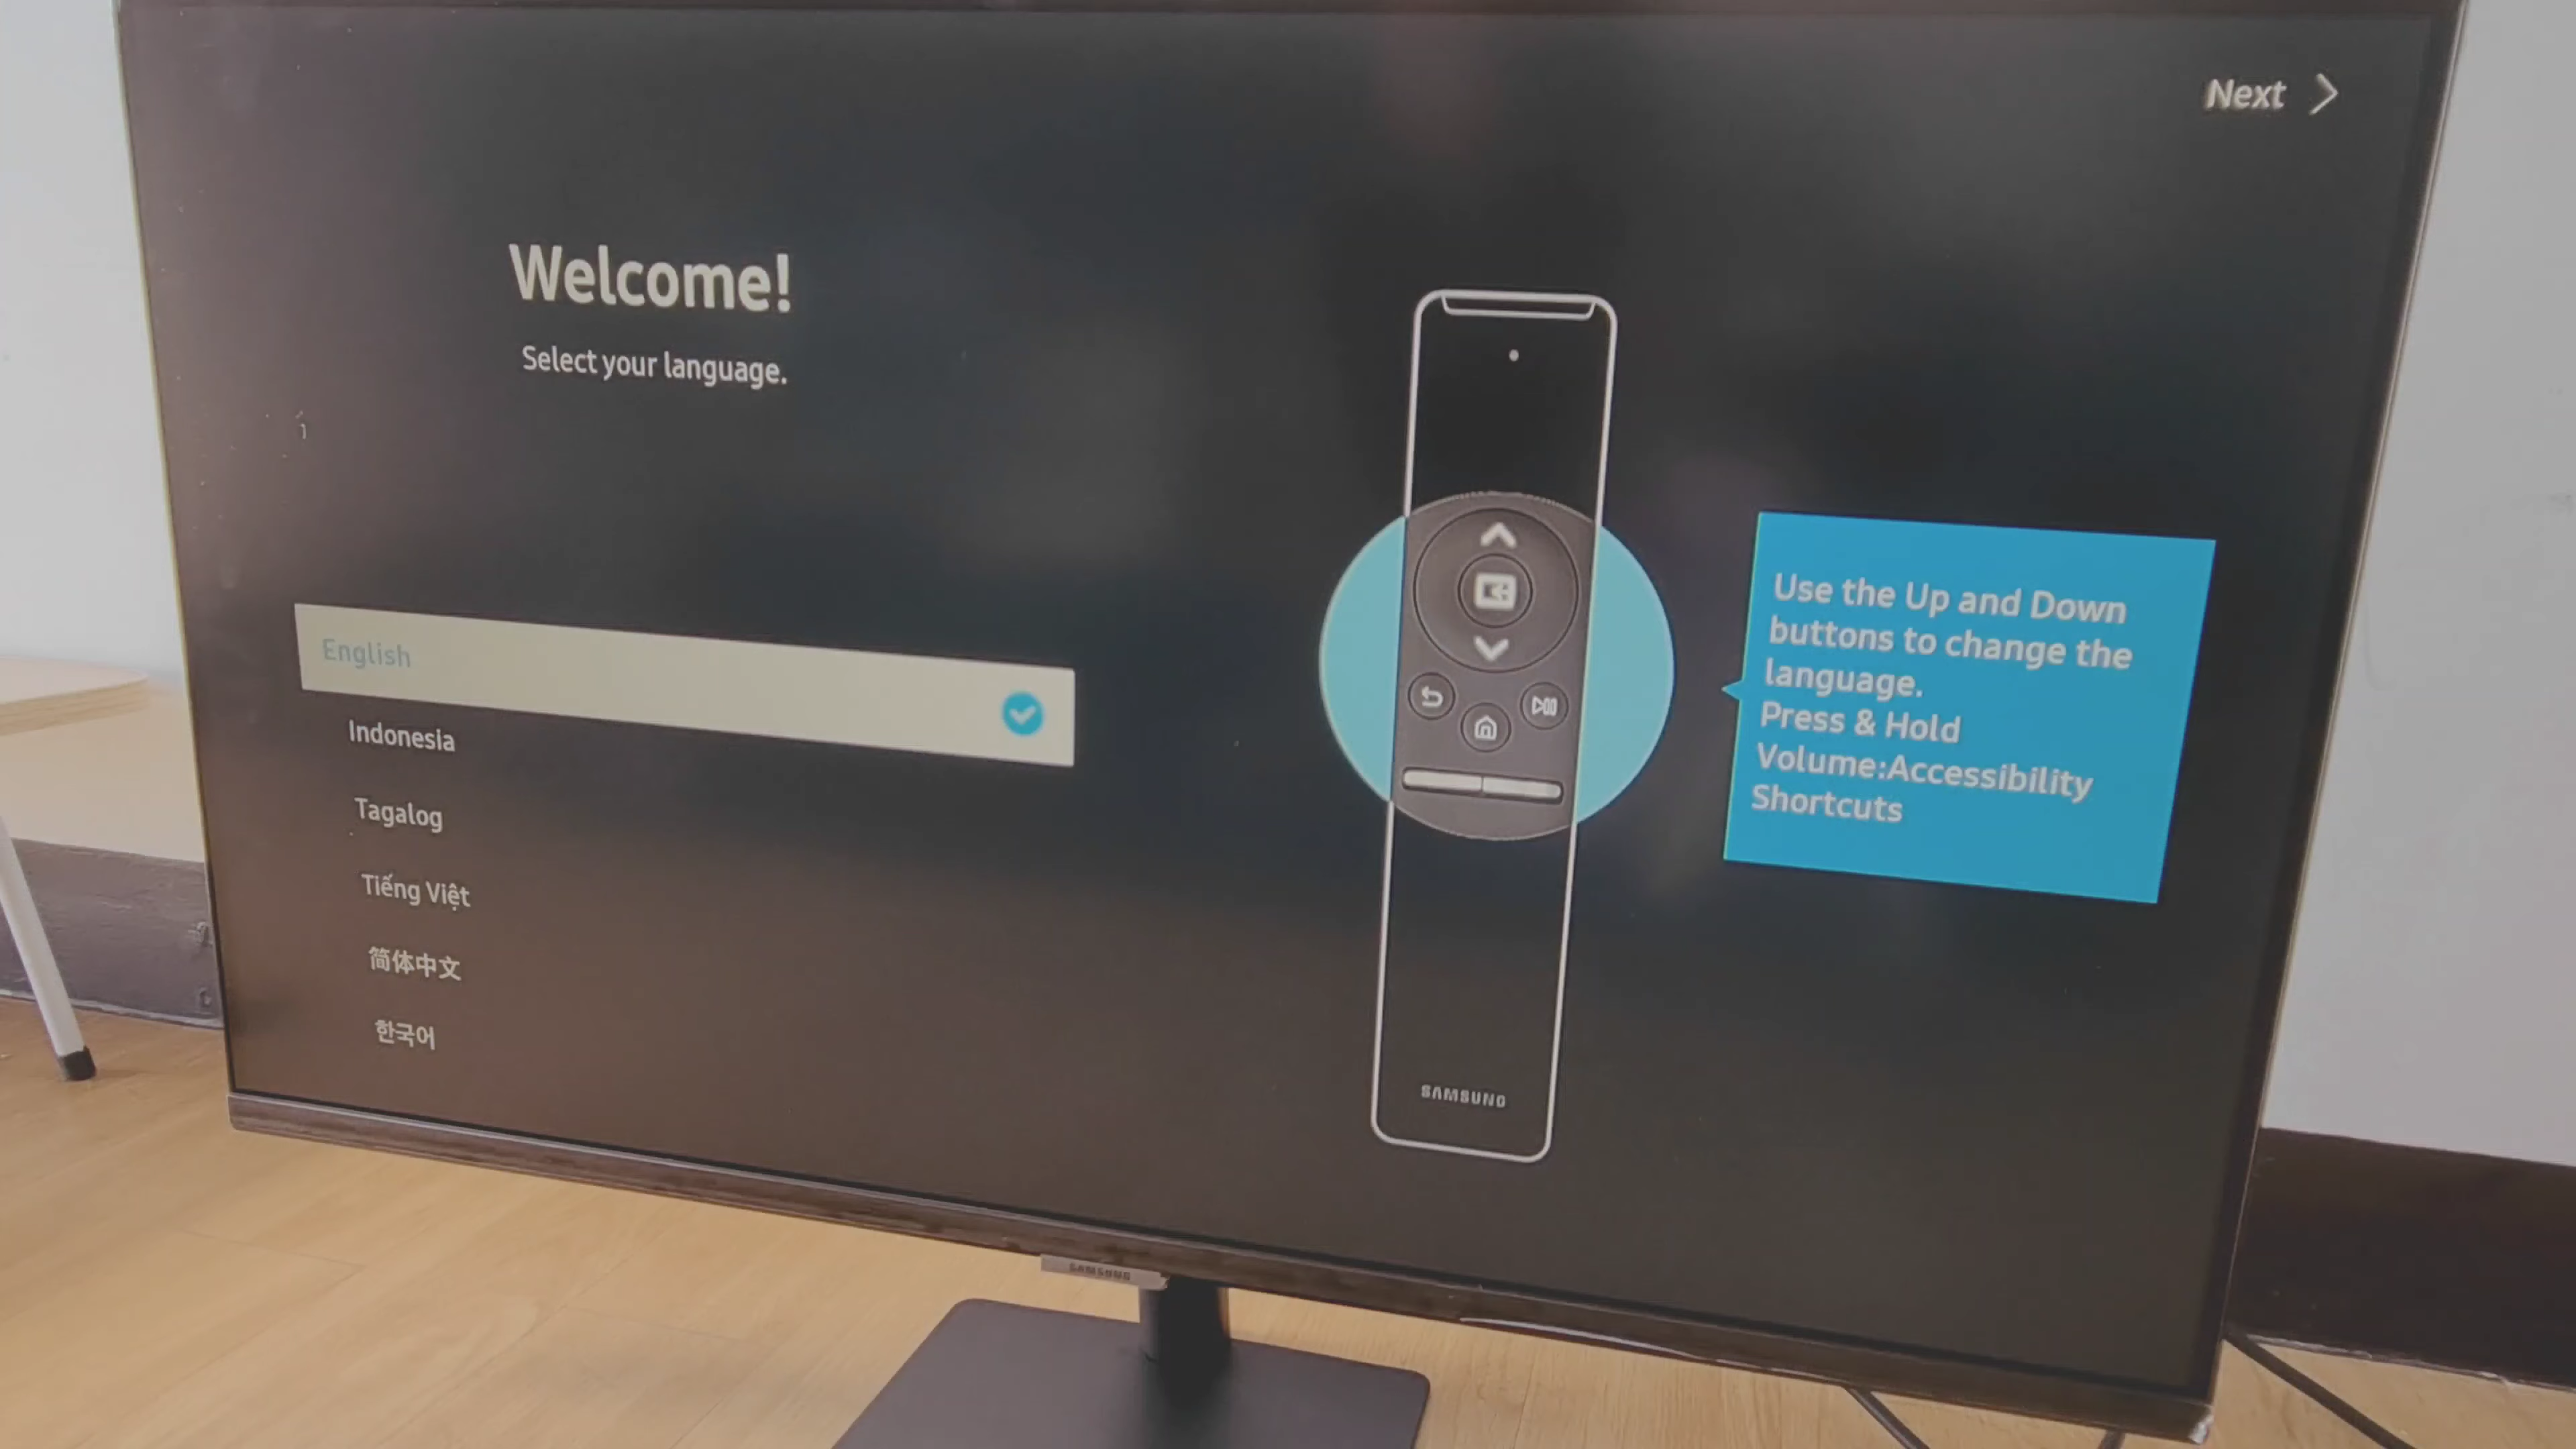 Next
Welcome!
Select your language.
English
Indonesia
Tagalog
Tiếng Việt
简体中文
한국어
Use the Up and Down
buttons to change the
language.
Press & Hold
Volume:Accessibility
Shortcuts
SAMSUNG
SAMSUNG